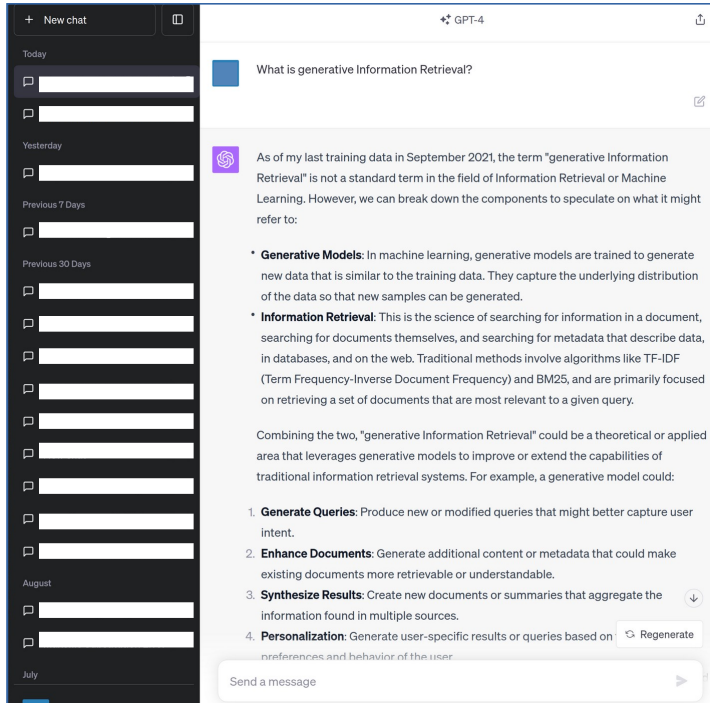 New chat
Today
Yesterday
Previous 7 Days
Previous 30 Days
August
July
GPT-4
What is generative Information Retrieval?
As of my last training data in September 2021, the term "generative Information
Retrieval" is not a standard term in the field of Information Retrieval or Machine
Learning. However, we can break down the components to speculate on what it might
refer to:
• Generative Models: In machine learning, generative models are trained to generate
new data that is similar to the training data. They capture the underlying distribution
of the data so that new samples can be generated.
• Information Retrieval: This is the science of searching for information in a document,
searching for documents themselves, and searching for metadata that describe data,
in databases, and on the web. Traditional methods involve algorithms like TF-IDF
(Term Frequency-Inverse Document Frequency) and BM25, and are primarily focused
on retrieving a set of documents that are most relevant to a given query.
Combining the two, "generative Information Retrieval" could be a theoretical or applied
area that leverages generative models to improve or extend the capabilities of
traditional information retrieval systems. For example, a generative model could:
1. Generate Queries: Produce new or modified queries that might better capture user
intent.
2. Enhance Documents: Generate additional content or metadata that could make
existing documents more retrievable or understandable.
3. Synthesize Results: Create new documents or summaries that aggregate the
information found in multiple sources.
4. Personalization: Generate user-specific results or queries based on
preferences and behavior of the user
Regenerate
Send a message